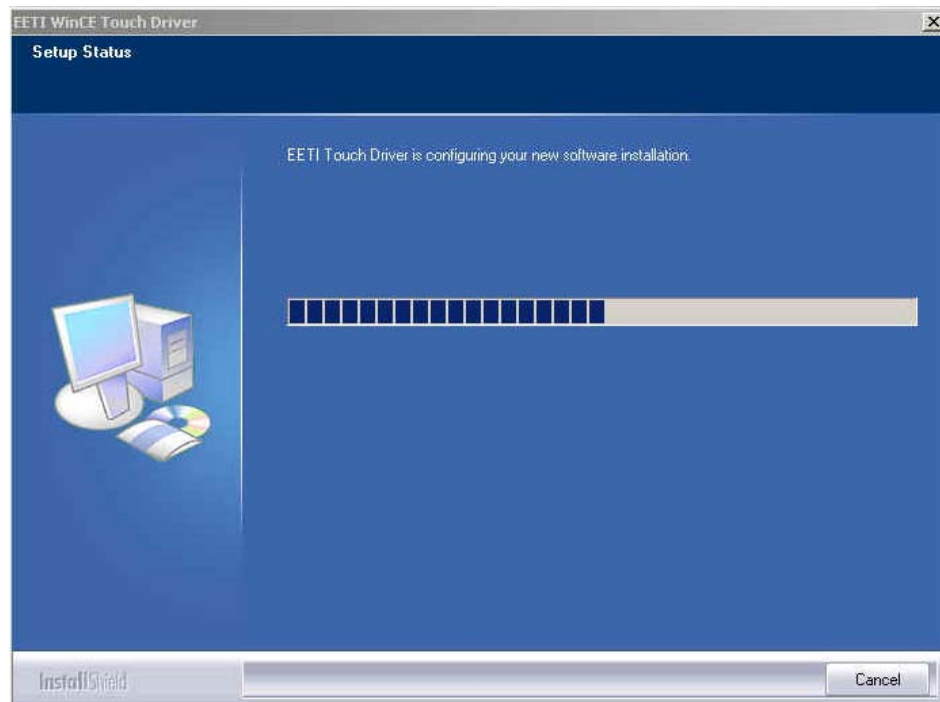 EETI WinCE Touch Driver
Setup Status
EETI Touch Driver is configuring your new software installation.
InstallShield
Cancel